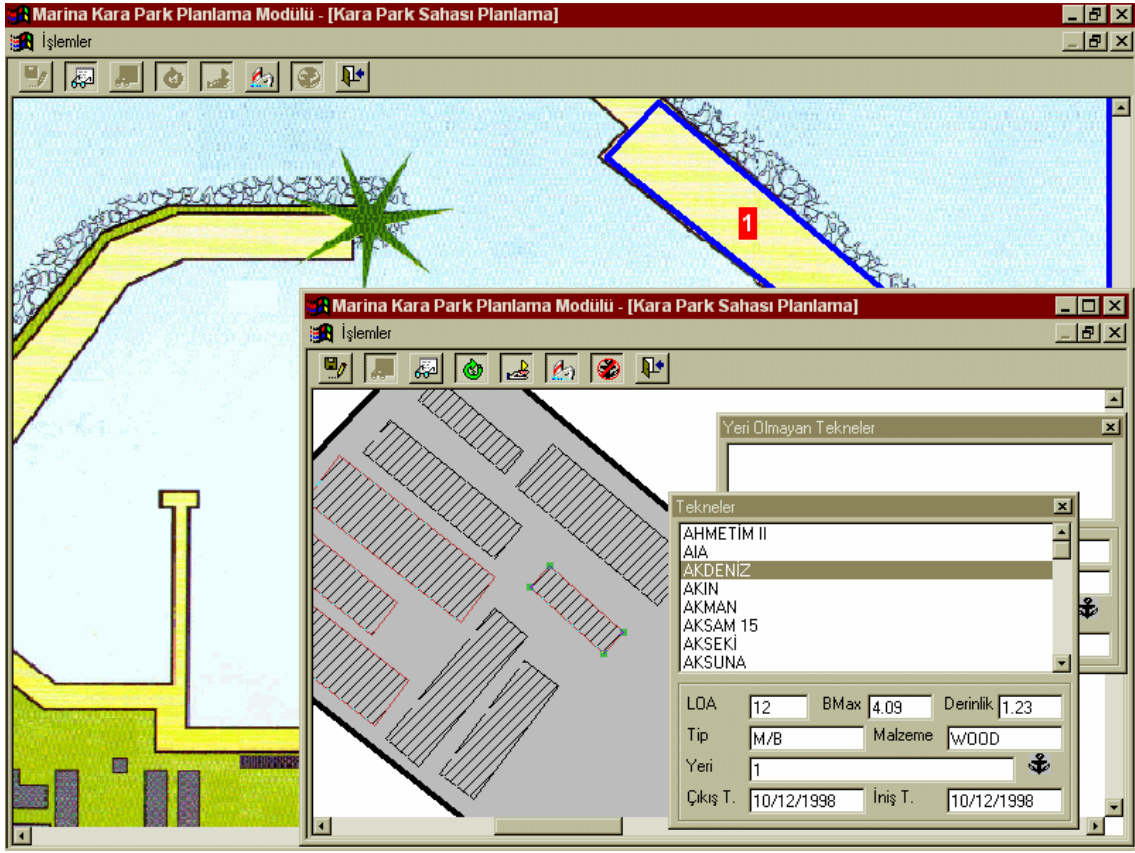 Marina Kara Park Planlama Modülü - [Kara Park Sahası Planlama]
İşlemler
1
Marina Kara Park Planlama Modülü - [Kara Park Sahası Planlama]
İşlemler
Yeri Olmayan Tekneler
Tekneler
AHMETİM II
AIA
AKDENİZ
AKIN
AKMAN
AKSAM 15
AKSEKİ
AKSUNA
LOA 12 BMax 4.09 Derinlik 1.23
Tip M/B Malzeme WOOD
Yeri 1
Çıkış T. 10/12/1998 İniş T. 10/12/1998